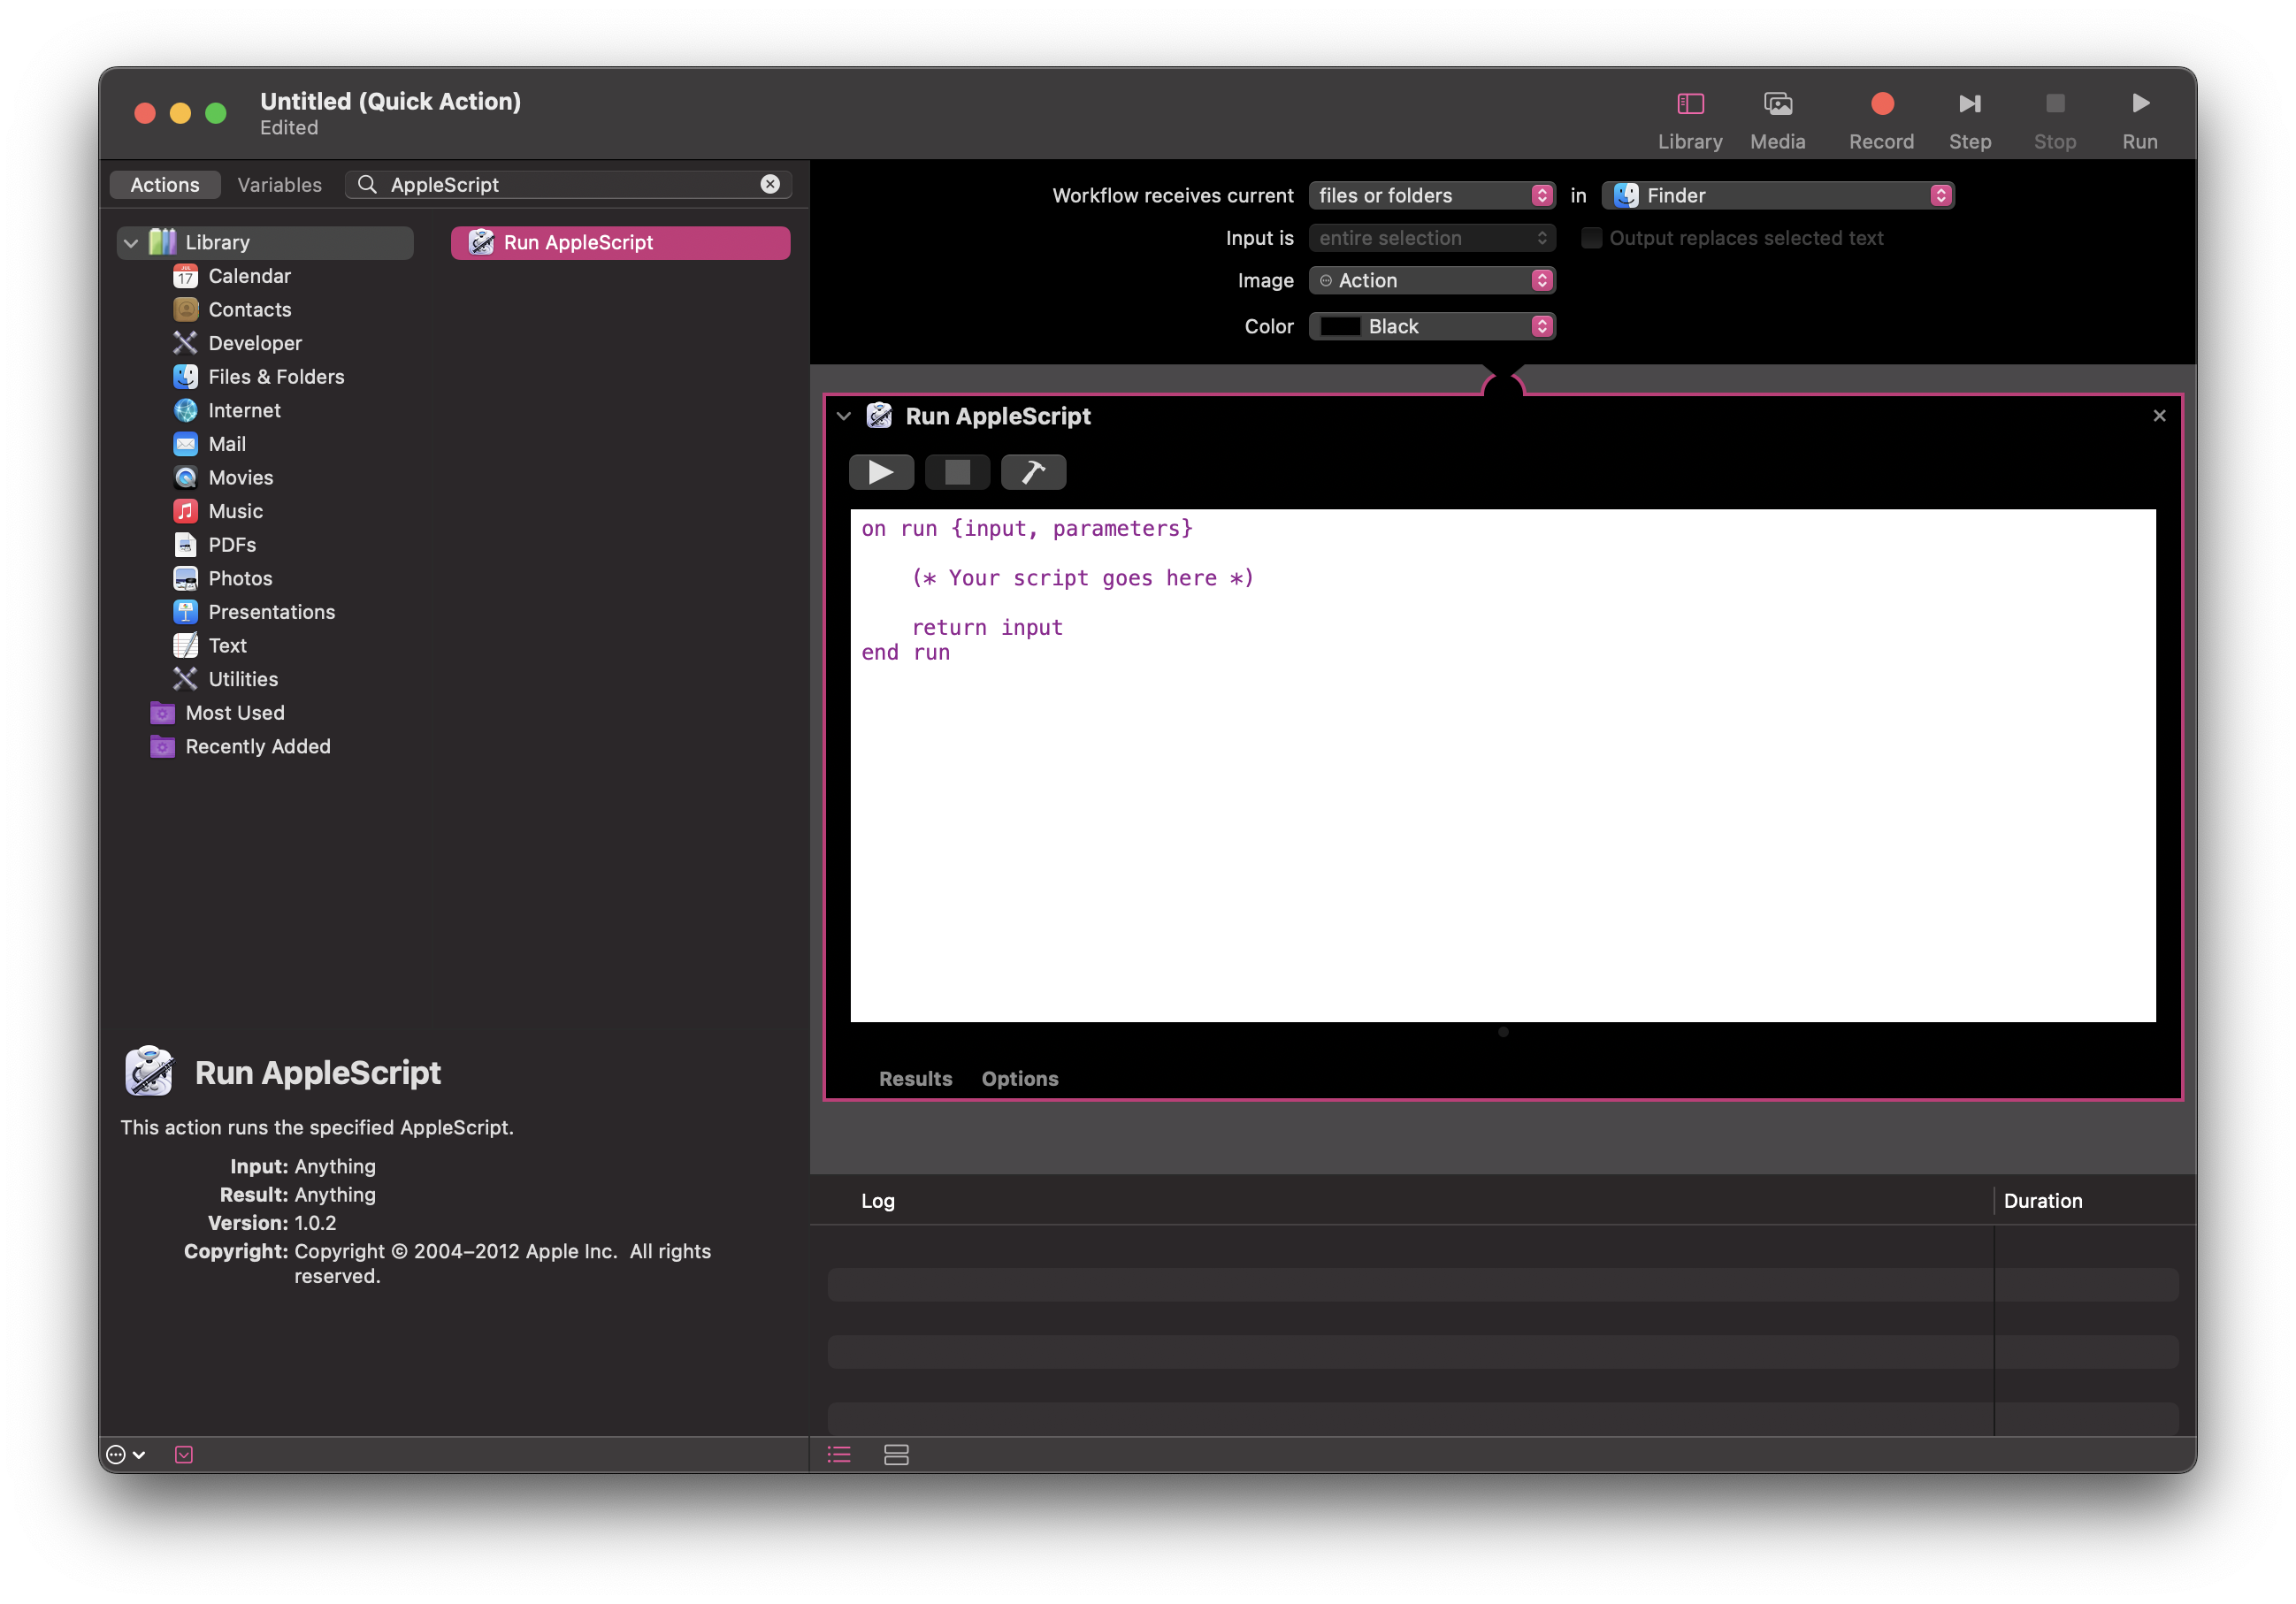 Untitled (Quick Action)
Edited
Library
Media
Record
Step
Stop
Run
Actions
Variables
AppleScript
Library
Calendar
Contacts
Developer
Files & Folders
Internet
Mail
Movies
Music
PDFs
Photos
Presentations
Text
Utilities
Most Used
Recently Added
Run AppleScript
Run AppleScript
This action runs the specified AppleScript.
Input: Anything
Result: Anything
Version: 1.0.2
Copyright: Copyright © 2004–2012 Apple Inc. All rights
reserved.
Workflow receives current files or folders in Finder
Input is entire selection Output replaces selected text
Image Action
Color Black
Run AppleScript
on run {input, parameters}
(* Your script goes here *)
return input
end run
Results Options
Log Duration